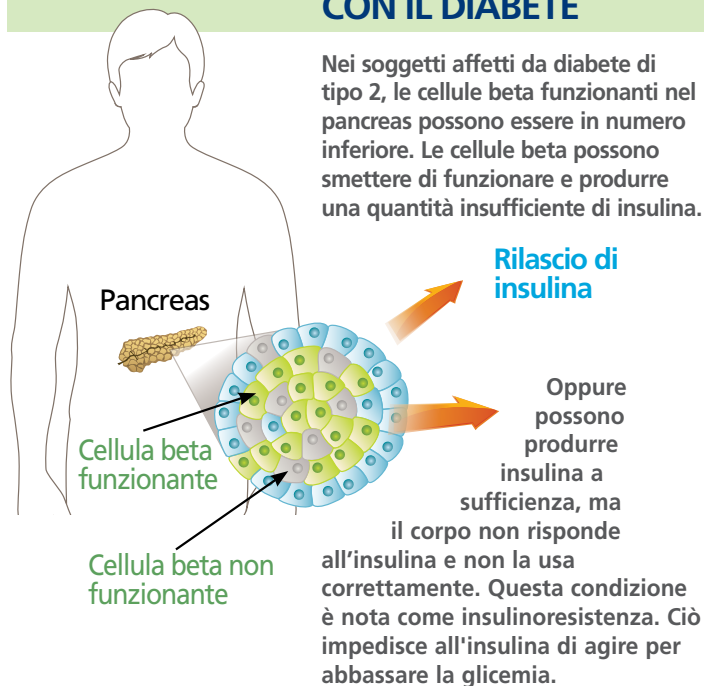 CON IL DIABETE
Nei soggetti affetti da diabete di
tipo 2, le cellule beta funzionanti nel
pancreas possono essere in numero
inferiore. Le cellule beta possono
smettere di funzionare e produrre
una quantità insufficiente di insulina.
Rilascio di
insulina
Pancreas
Cellula beta
funzionante
Cellula beta non
funzionante
Oppure
possono
produrre
insulina a
sufficienza, ma
il corpo non risponde
all’insulina e non la usa
correttamente. Questa condizione
è nota come insulinoresistenza. Ciò
impedisce all'insulina di agire per
abbassare la glicemia.